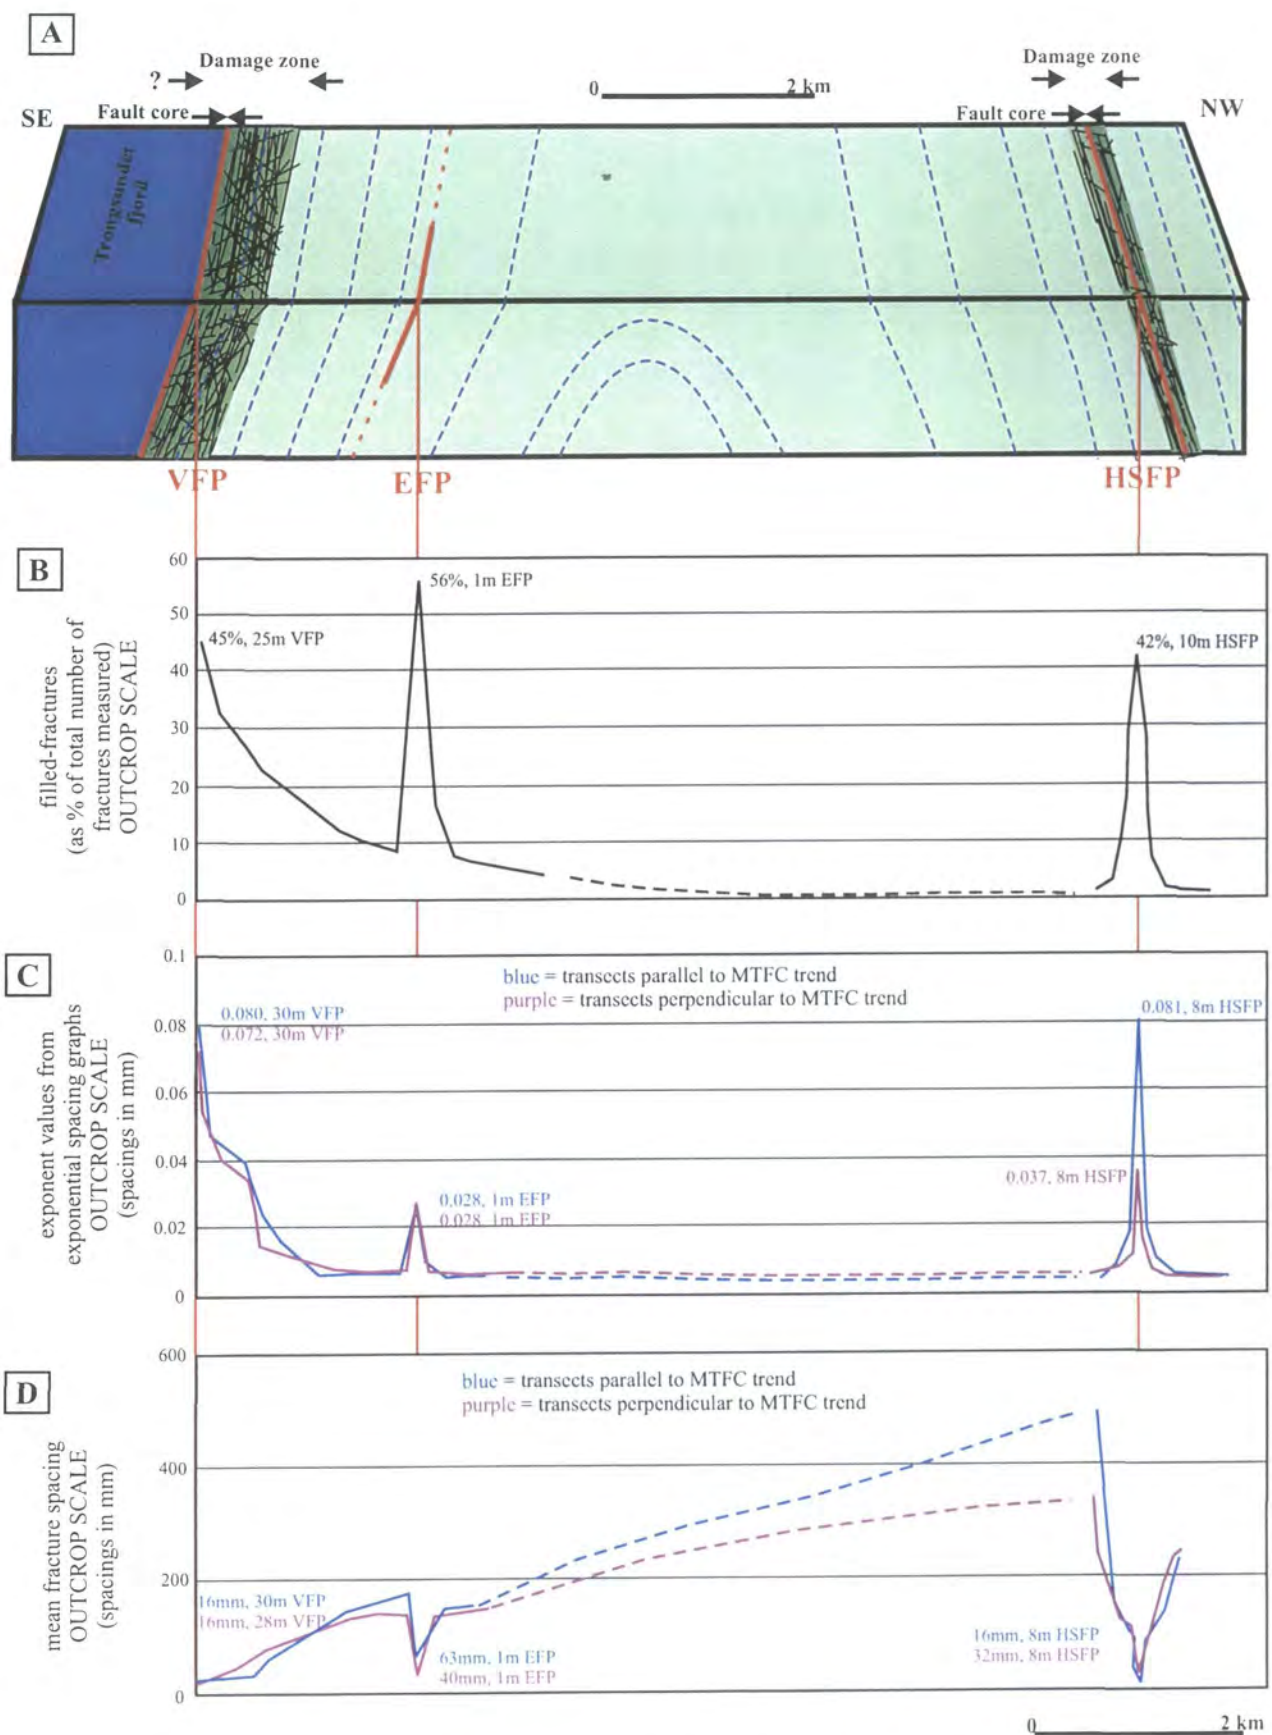 A
Damage zone
?
Fault core
SE
0 2 km
Damage zone
Fault core
NW
Trongsundet
fjord
VFP
EFP
HSFP
B
filled-fractures
(as % of total number of
fractures measured)
OUTCROP SCALE
60
50
40
30
20
10
0
45%, 25m VFP
56%, 1m EFP
42%, 10m HSFP
C
exponent values from
exponential spacing graphs
OUTCROP SCALE
(spacings in mm)
0.1
0.08
0.06
0.04
0.02
0
blue = transects parallel to MTFC trend
purple = transects perpendicular to MTFC trend
0.080, 30m VFP
0.072, 30m VFP
0.028, 1m EFP
0.028, 1m EFP
0.081, 8m HSFP
0.037, 8m HSFP
D
mean fracture spacing
OUTCROP SCALE
(spacings in mm)
600
400
200
0
blue = transects parallel to MTFC trend
purple = transects perpendicular to MTFC trend
16mm, 30m VFP
16mm, 28m VFP
63mm, 1m EFP
40mm, 1m EFP
16mm, 8m HSFP
32mm, 8m HSFP
0 2 km